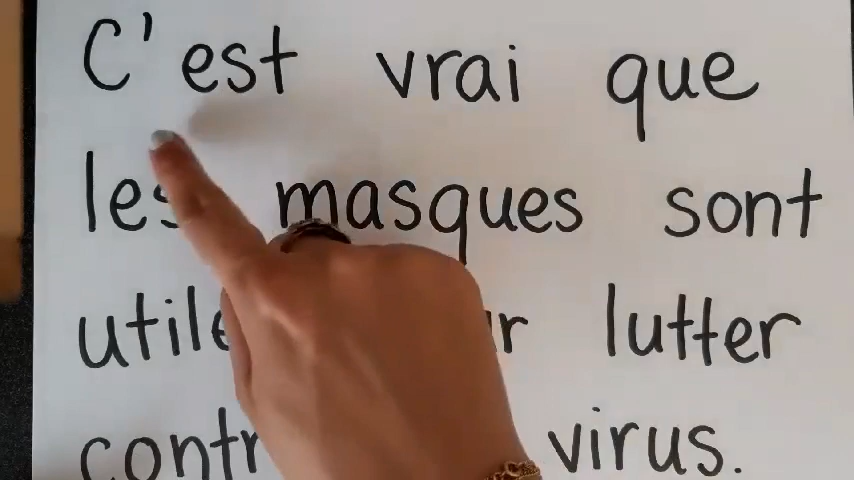 C'est vrai que
les masques sont
lutter
virus.